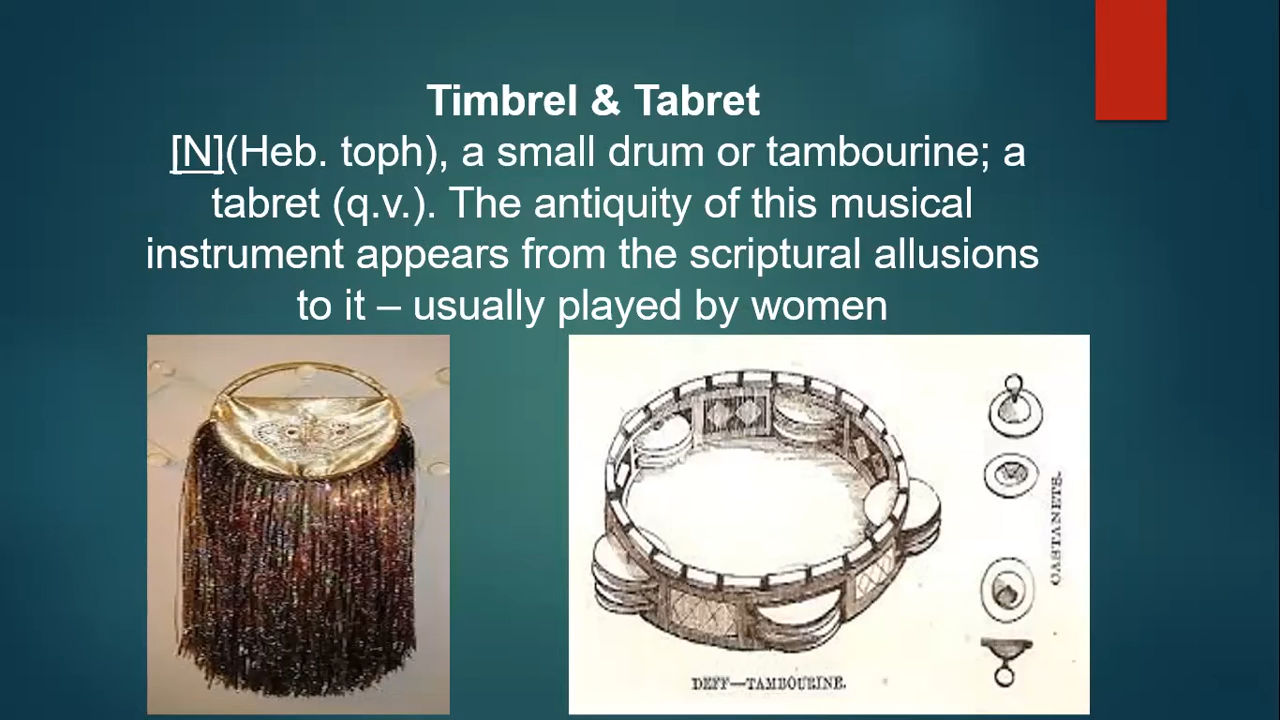 Timbrel & Tabret
[N](Heb. toph), a small drum or tambourine; a
tabret (q.v.). The antiquity of this musical
instrument appears from the scriptural allusions
to it – usually played by women
CASTANETS.
DEFF—TAMBOURINE.